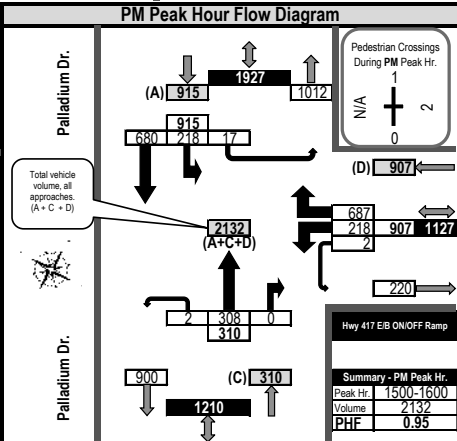 PM Peak Hour Flow Diagram
Palladium Dr.
1927
(A) 915
1012
Pedestrian Crossings
During PM Peak Hr.
1
N/A
2
0
915
680 218 17
(D) 907
Total vehicle
volume, all
approaches.
(A + C + D)
2132
(A+C+D)
687
218 907 1127
2
220
2 308 0
310
Hwy 417 E/B ON/OFF Ramp
Palladium Dr.
900
(C) 310
1210
Summary - PM Peak Hr.
Peak Hr. 1500-1600
Volume 2132
PHF 0.95